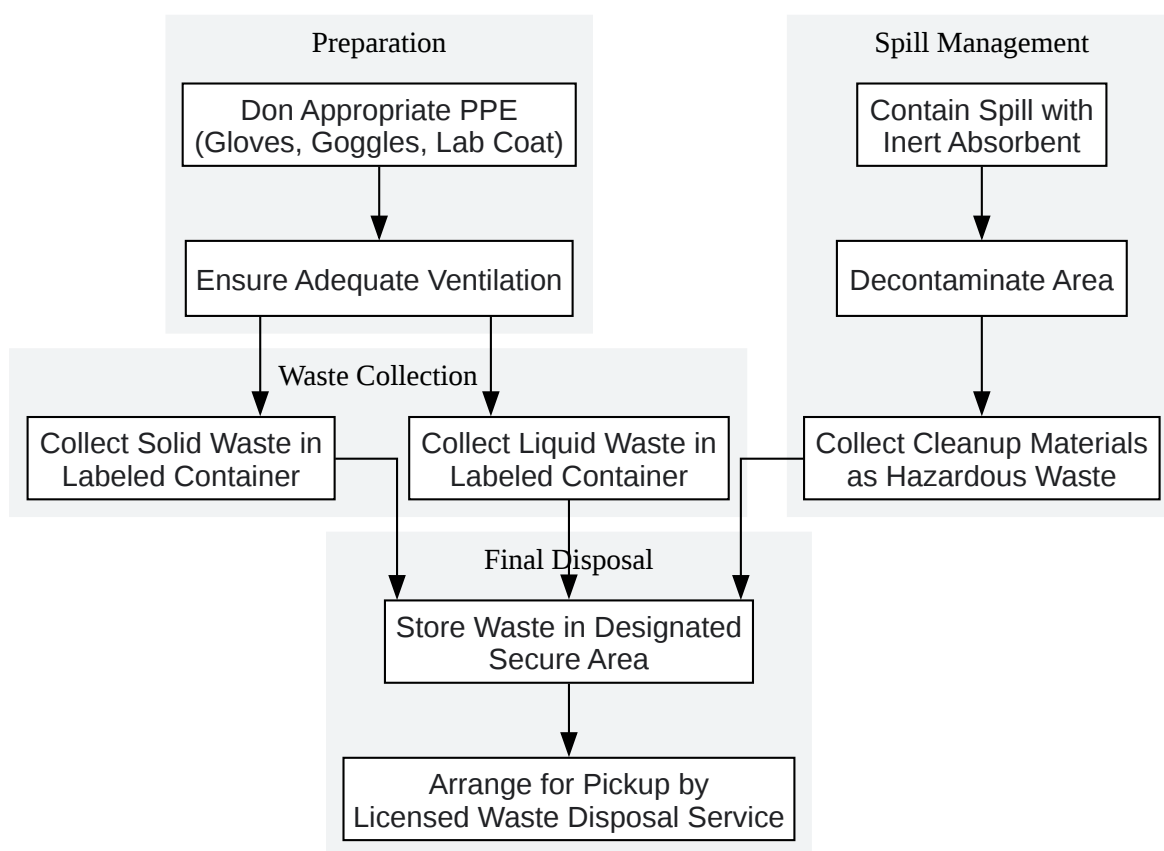 Preparation
Don Appropriate PPE
(Gloves, Goggles, Lab Coat)
Ensure Adequate Ventilation
Waste Collection
Collect Solid Waste in
Labeled Container
Collect Liquid Waste in
Labeled Container
Spill Management
Contain Spill with
Inert Absorbent
Decontaminate Area
Collect Cleanup Materials
as Hazardous Waste
Final Disposal
Store Waste in Designated
Secure Area
Arrange for Pickup by
Licensed Waste Disposal Service